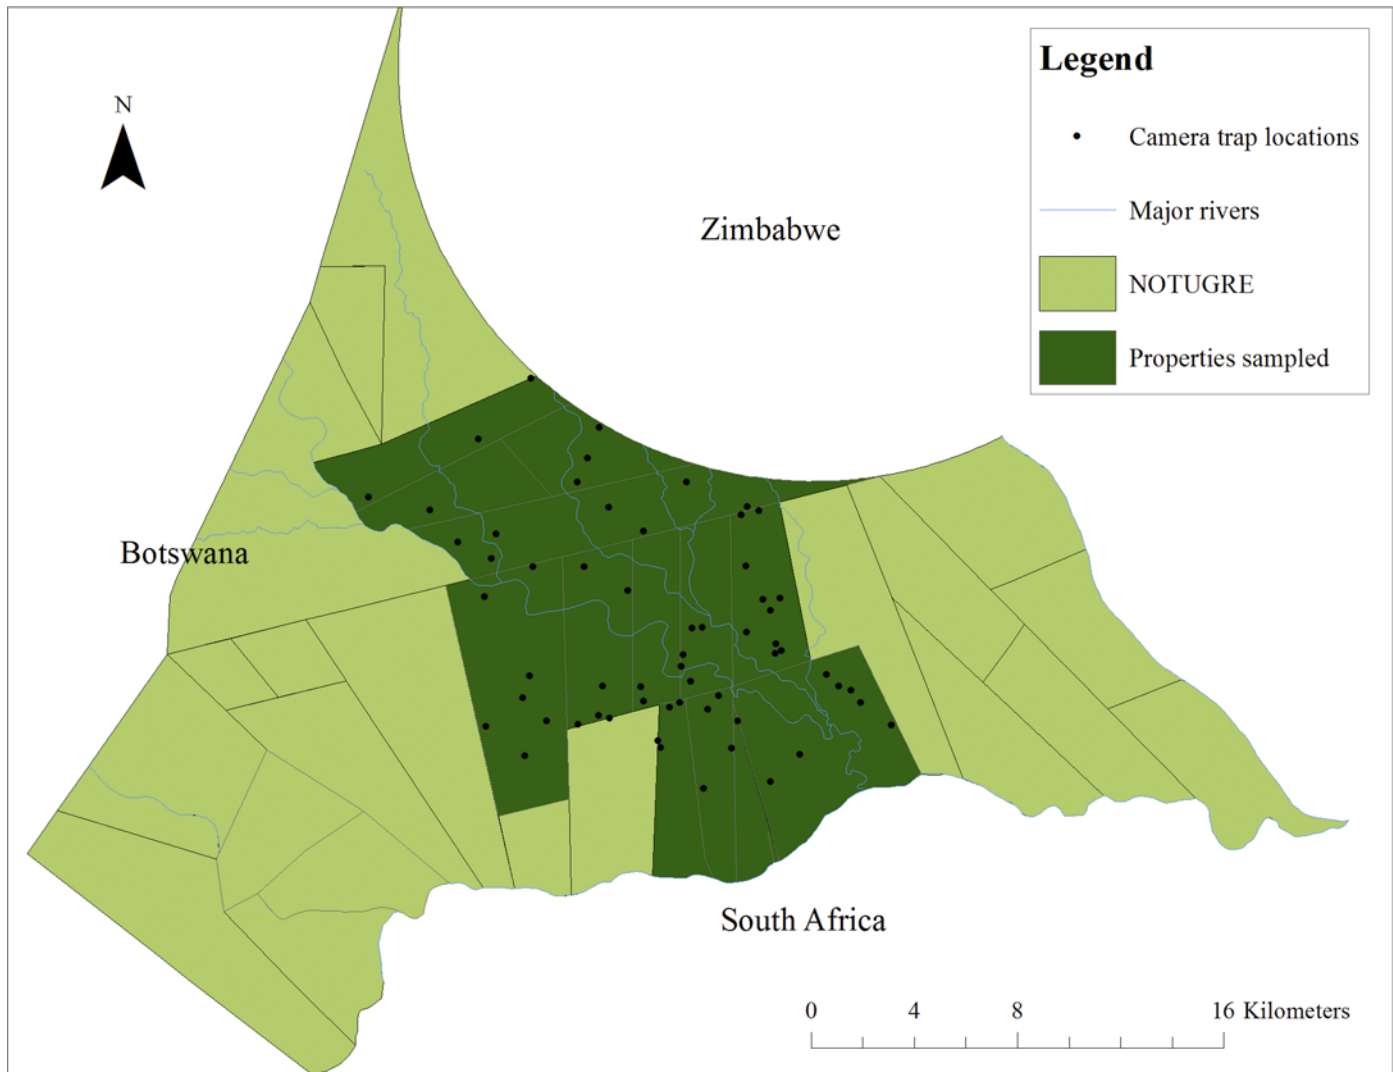 Legend
N
Camera trap locations
Major rivers
Zimbabwe
NOTUGRE
Properties sampled
Botswana
South Africa
0 4 8 16 Kilometers